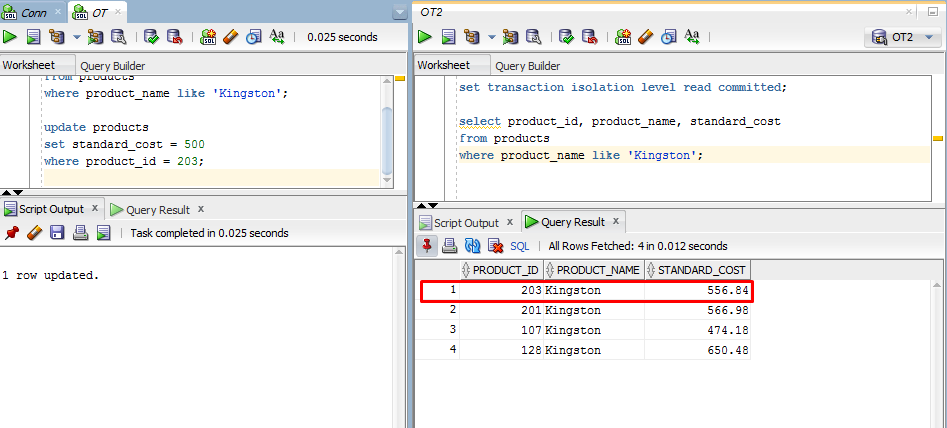 Conn
OT
0.025 seconds
Worksheet
Query Builder
from products
where product_name like 'Kingston';
update products
set standard_cost = 500
where product_id = 203;
Script Output x
Query Result x
Task completed in 0.025 seconds
1 row updated.
OT2
OT2
Worksheet
Query Builder
set transaction isolation level read committed;
select product_id, product_name, standard_cost
from products
where product_name like 'Kingston';
Script Output x
Query Result x
SQL
All Rows Fetched: 4 in 0.012 seconds
PRODUCT_ID PRODUCT_NAME STANDARD_COST
1 203 Kingston 556.84
2 201 Kingston 566.98
3 107 Kingston 474.18
4 128 Kingston 650.48